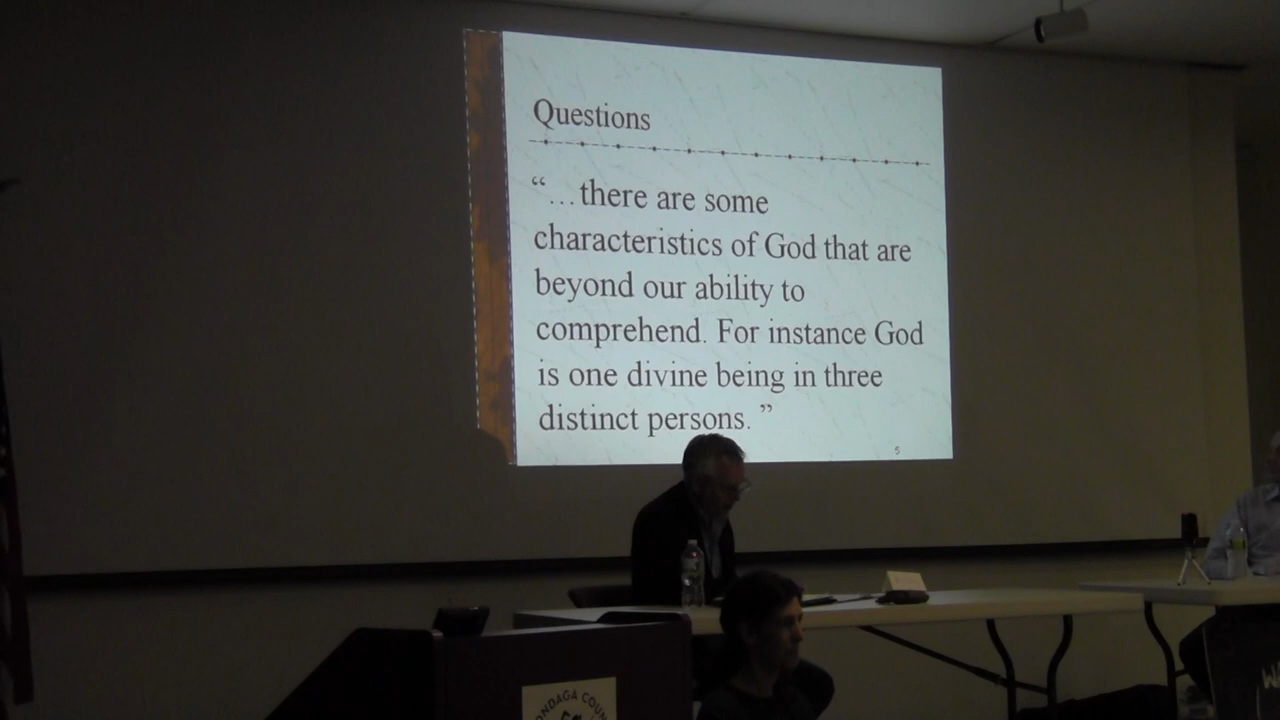 Questions
“…there are some
characteristics of God that are
beyond our ability to
comprehend. For instance God
is one divine being in three
distinct persons. ”
5